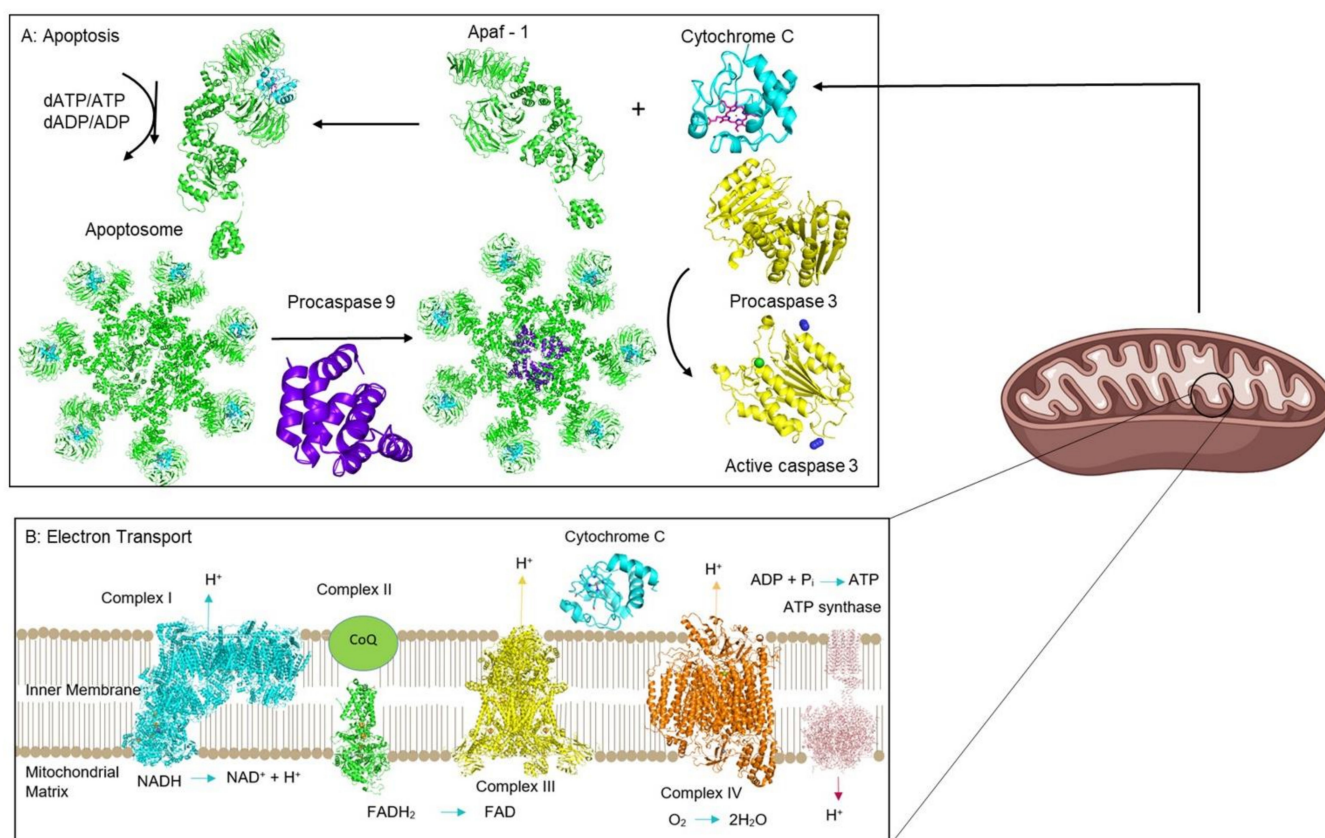 A: Apoptosis
Apaf - 1
Cytochrome C
dATP/ATP
dADP/ADP
+
Apoptosome
Procaspase 9
Procaspase 3
Active caspase 3
B: Electron Transport
Cytochrome C
H⁺
H⁺
H⁺
ADP + Pᵢ → ATP
Complex I
Complex II
ATP synthase
CoQ
Inner Membrane
Mitochondrial
Matrix
NADH → NAD⁺ + H⁺
Complex III
Complex IV
FADH₂ → FAD
O₂ → 2H₂O
H⁺